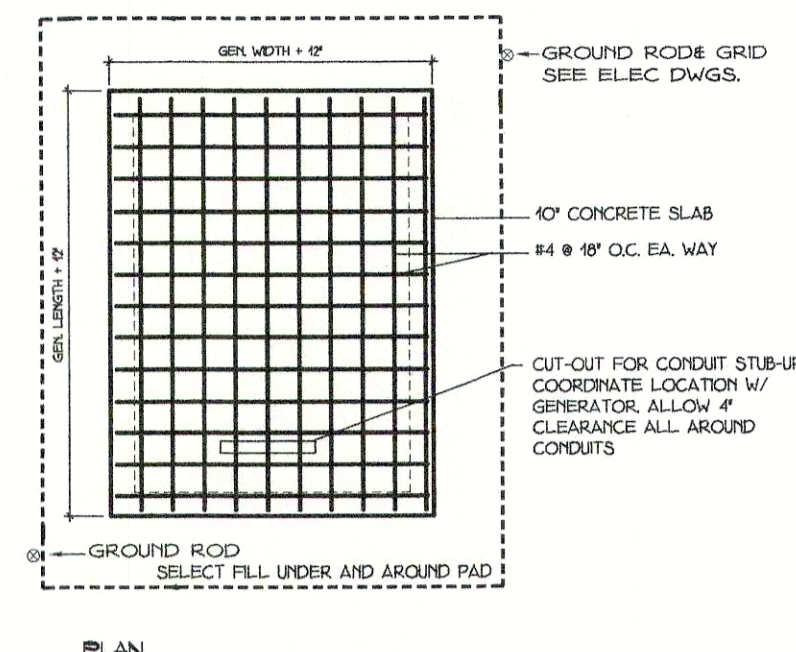 GEN. WIDTH + 12"
GROUND ROD& GRID
SEE ELEC DWGS.
10" CONCRETE SLAB
#4 @ 18" O.C. EA. WAY
GEN. LENGTH + 12"
CUT-OUT FOR CONDUIT STUB-UP
COORDINATE LOCATION W/
GENERATOR, ALLOW 4"
CLEARANCE ALL AROUND
CONDUITS
GROUND ROD
SELECT FILL UNDER AND AROUND PAD
PLAN